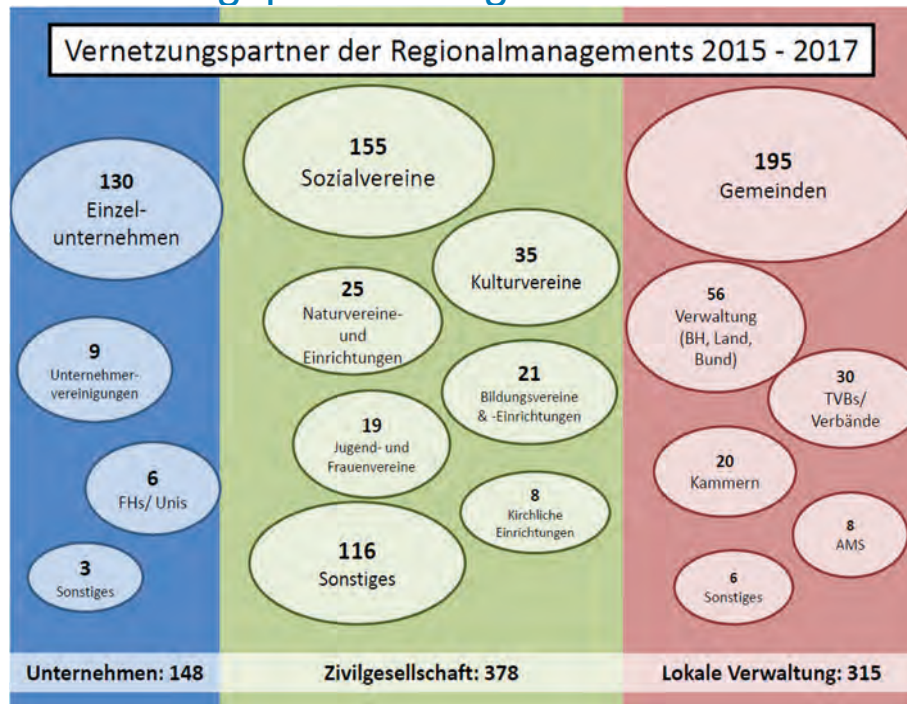 Vernetzungspartner der Regionalmanagements 2015 - 2017
130
Einzel-
unternehmen
9
Unternehmer-
vereinigungen
6
FHs/ Unis
3
Sonstiges
Unternehmen: 148
155
Sozialvereine
35
Kulturvereine
25
Naturvereine-
und
Einrichtungen
21
Bildungsvereine
& -Einrichtungen
19
Jugend- und
Frauenvereine
8
Kirchliche
Einrichtungen
116
Sonstiges
Zivilgesellschaft: 378
195
Gemeinden
56
Verwaltung
(BH, Land,
Bund)
30
TVBs/
Verbände
20
Kammern
8
AMS
6
Sonstiges
Lokale Verwaltung: 315